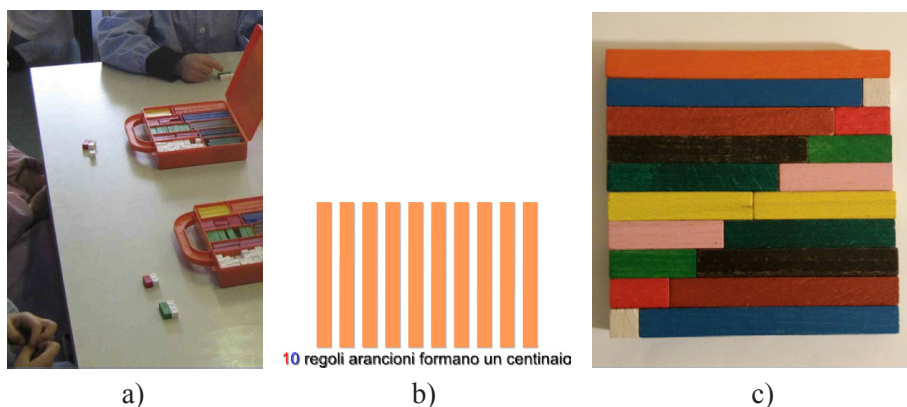 10 regoli arancioni formano un centinaio
a)
b)
c)